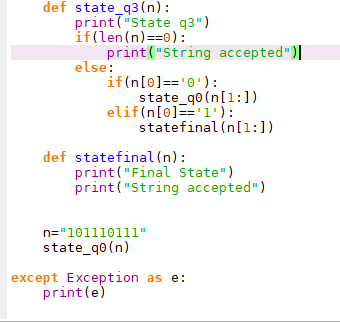 def state_q3(n):
        print("State q3")
        if(len(n)==0):
            print("String accepted")
        else:
            if(n[0]=='0'):
                state_q0(n[1:])
            elif(n[0]=='1'):
                statefinal(n[1:])
    def statefinal(n):
        print("Final State")
        print("String accepted")
    n="101110111"
    state_q0(n)
except Exception as e:
    print(e)